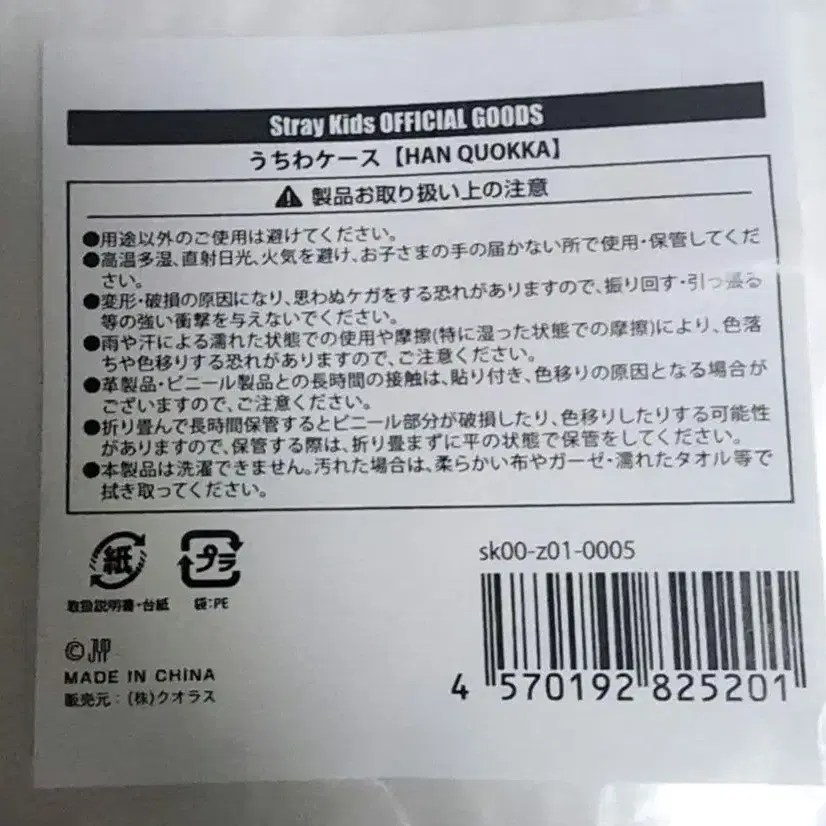 Stray Kids OFFICIAL GOODS
うちわケース【HAN QUOKKA】
製品お取り扱い上の注意
●用途以外のご使用は避けてください。
●高温多湿、直射日光、火気を避け、お子さまの手の届かない所で使用・保管してくだ
さい。
●変形・破損の原因になり、思わぬケガをする恐れがありますので、振り回す・引っ張る
等の強い衝撃を与えないでください。
●雨や汗による濡れた状態での使用や摩擦(特に湿った状態での摩擦)により、色落
ちや色移りする恐れがありますので、ご注意ください。
●革製品・ビニール製品との長時間の接触は、貼り付き、色移りの原因となる場合が
ございますので、ご注意ください。
●折り畳んで長時間保管するとビニール部分が破損したり、色移りしたりする可能性
がありますので、保管する際は、折り畳まずに平の状態で保管をしてください。
●本製品は洗濯できません。汚れた場合は、柔らかい布やガーゼ・濡れたタオル等で
拭き取ってください。
紙 プラ
取扱説明書・台紙 袋:PE
sk00-z01-0005
©JYP
MADE IN CHINA
販売元:(株)クオラス
4 570192 825201